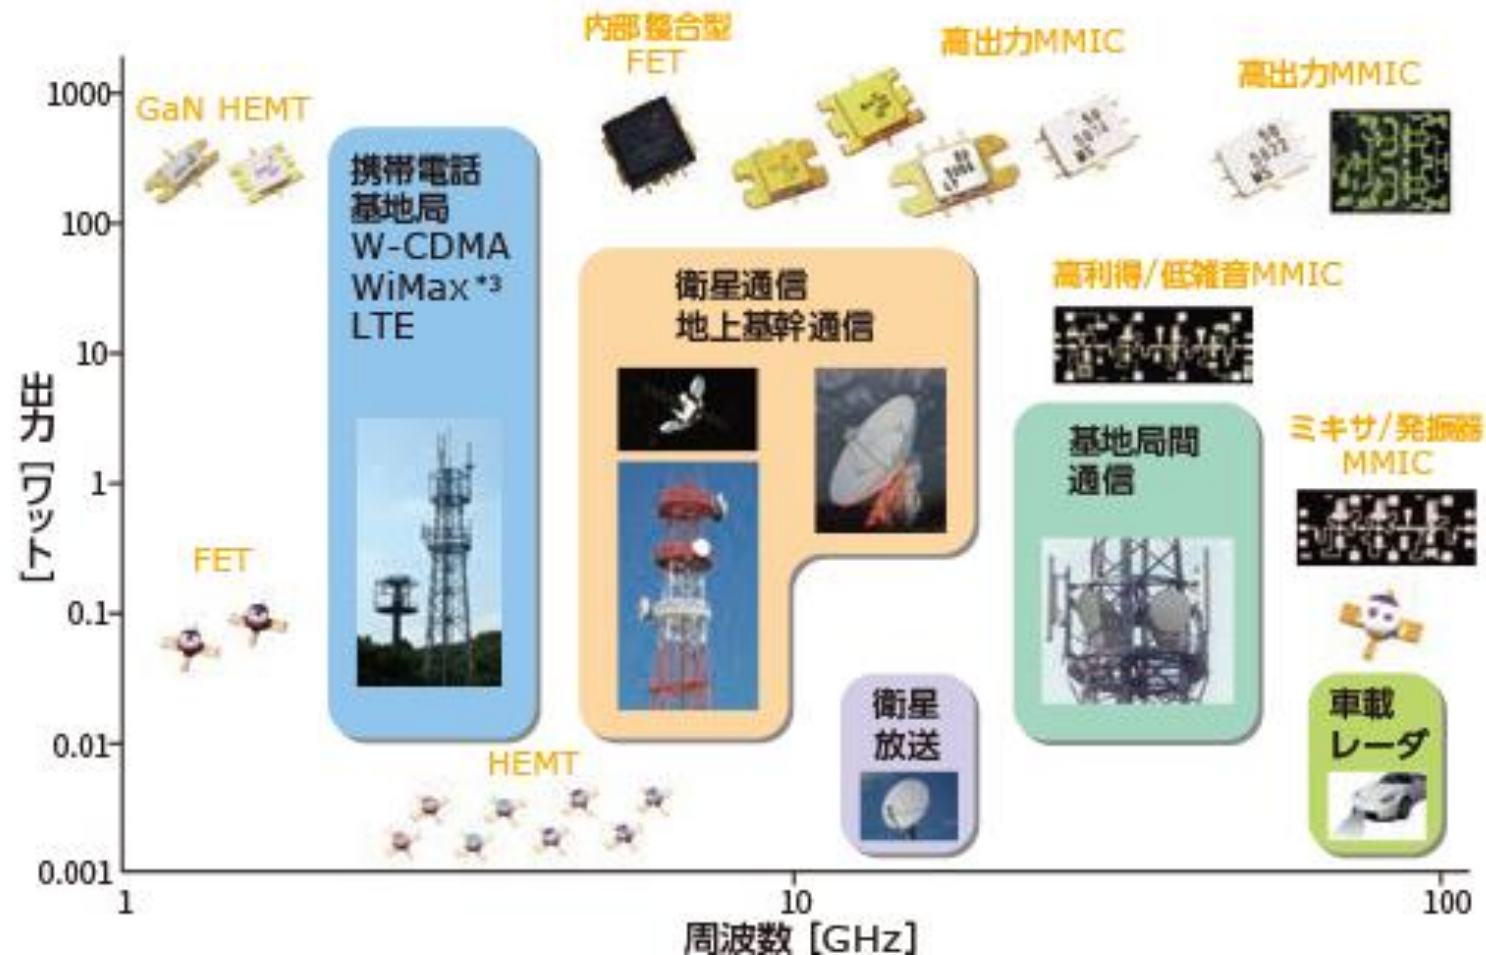 内部整合型
FET
高出力MMIC
高出力MMIC
GaN HEMT
携帯電話
基地局
W-CDMA
WiMax*3
LTE
衛星通信
地上基幹通信
高利得/低雑音MMIC
基地局間
通信
ミキサ/発振器
MMIC
FET
HEMT
衛星
放送
車載
レーダ
出力 [ワット]
1000
100
10
1
0.1
0.01
0.001
1
10
100
周波数 [GHz]